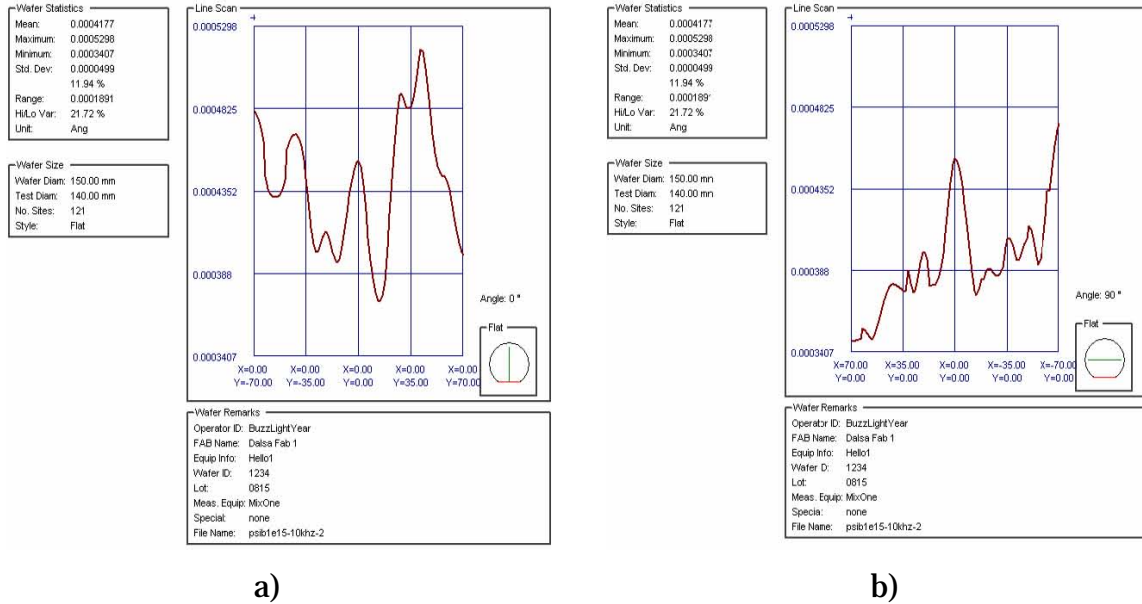 Wafer Statistics
Mean: 0.0004177
Maximum: 0.0005298
Minimum: 0.0003407
Std. Dev: 0.0000499
11.94 %
Range: 0.0001891
Hi/Lo Var: 21.72 %
Unit: Ang
Wafer Size
Wafer Diam: 150.00 mm
Test Diam: 140.00 mm
No. Sites: 121
Style: Flat
Line Scan
0.0005298
0.0004825
0.0004352
0.000388
0.0003407
X=0.00 X=0.00 X=0.00 X=0.00 X=0.00
Y=-70.00 Y=-35.00 Y=0.00 Y=35.00 Y=70.00
Angle: 0 °
Flat
Wafer Remarks
Operator ID: BuzzLightYear
FAB Name: Dalsa Fab 1
Equip Info: Hello1
Wafer ID: 1234
Lot: 0815
Meas. Equip: MixOne
Special: none
File Name: psib1e15-10khz-2
a)
Wafer Statistics
Mean: 0.000417
Maximum: 0.0005298
Minimum: 0.000340
Std. Dev: 0.0000499
11.94 %
Range: 0.000189
Hi/Lo Var: 21.72 %
Unit: Ang
Wafer Size
Wafer Diam: 150.00 mn
Test Diam: 140.00 mn
No. Sites: 121
Style: Flat
Line Scan
0.0005298
0.0004825
0.0004352
0.000388
0.0003407
X=70.00 X=35.00 X=0.00 X=-35.00 X=-70.00
Y=0.00 Y=0.00 Y=0.00 Y=0.00 Y=0.00
Angle: 90 °
Flat
Wafer Remarks
Operator ID: BuzzLightYear
FAB Name: Dalsa Fab 1
Equip Info: Hello1
Wafer D: 1234
Lot: 0815
Meas. Equip: MixOne
Specia: none
File Name: psib1e15-10khz-2
b)